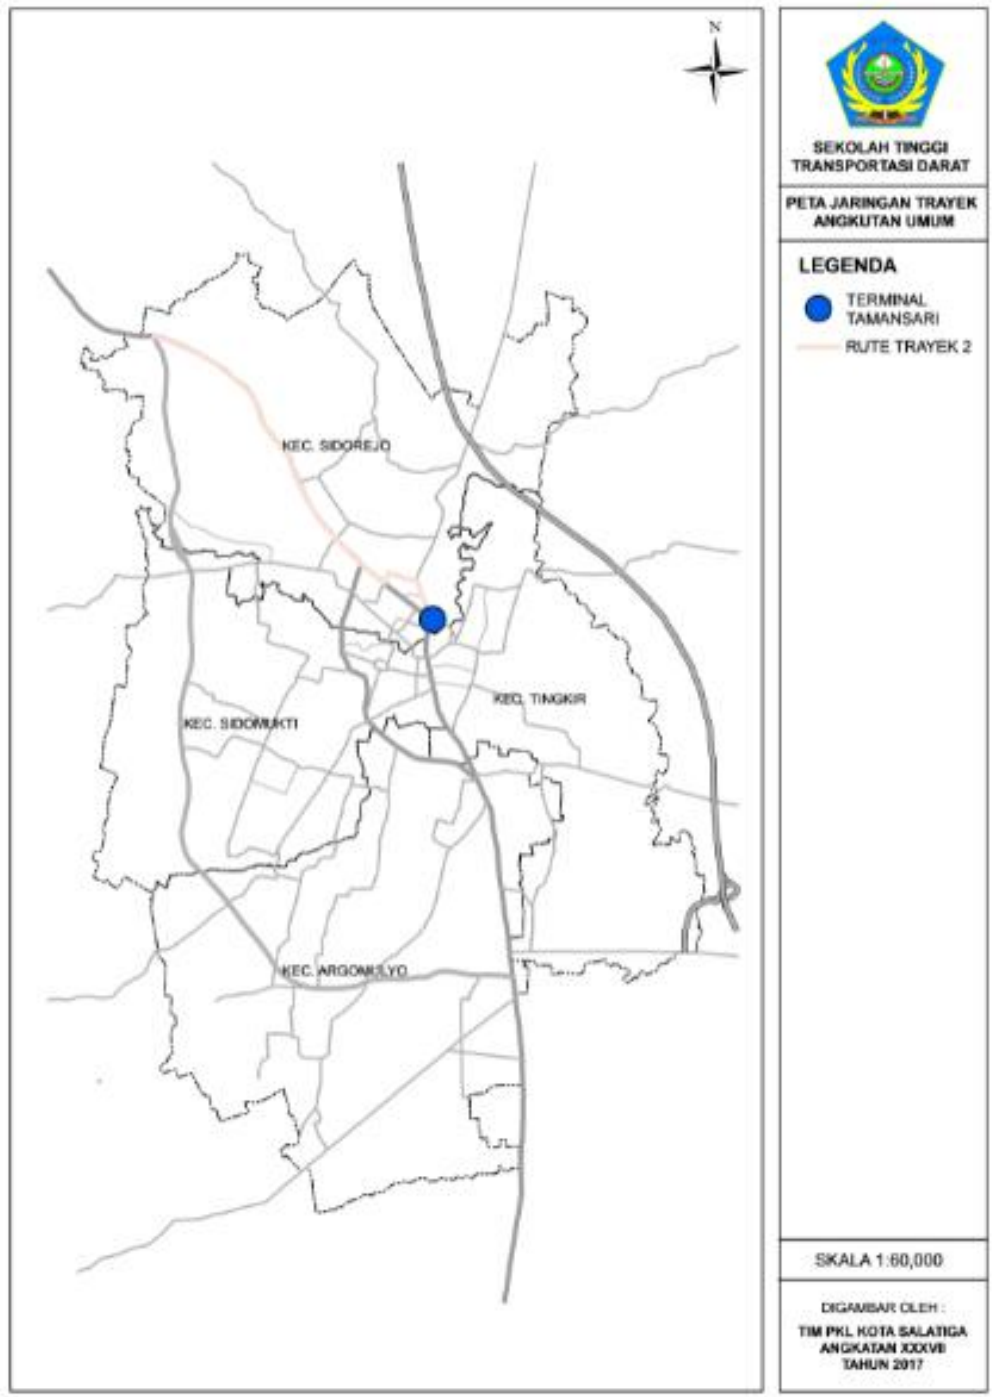 N
SEKOLAH TINGGI
TRANSPORTASI DARAT
PETA JARINGAN TRAYEK
ANGKUTAN UMUM
LEGENDA
TERMINAL
TAMANSARI
RUTE TRAYEK 2
KEC. SIDOREJO
KEC. TINGKIR
KEC. SIDOMUKTI
KEC. ARGOMULYO
SKALA 1:60,000
DIGAMBAR OLEH :
TIM PKL KOTA SALATIGA
ANGKATAN XXXVII
TAHUN 2017